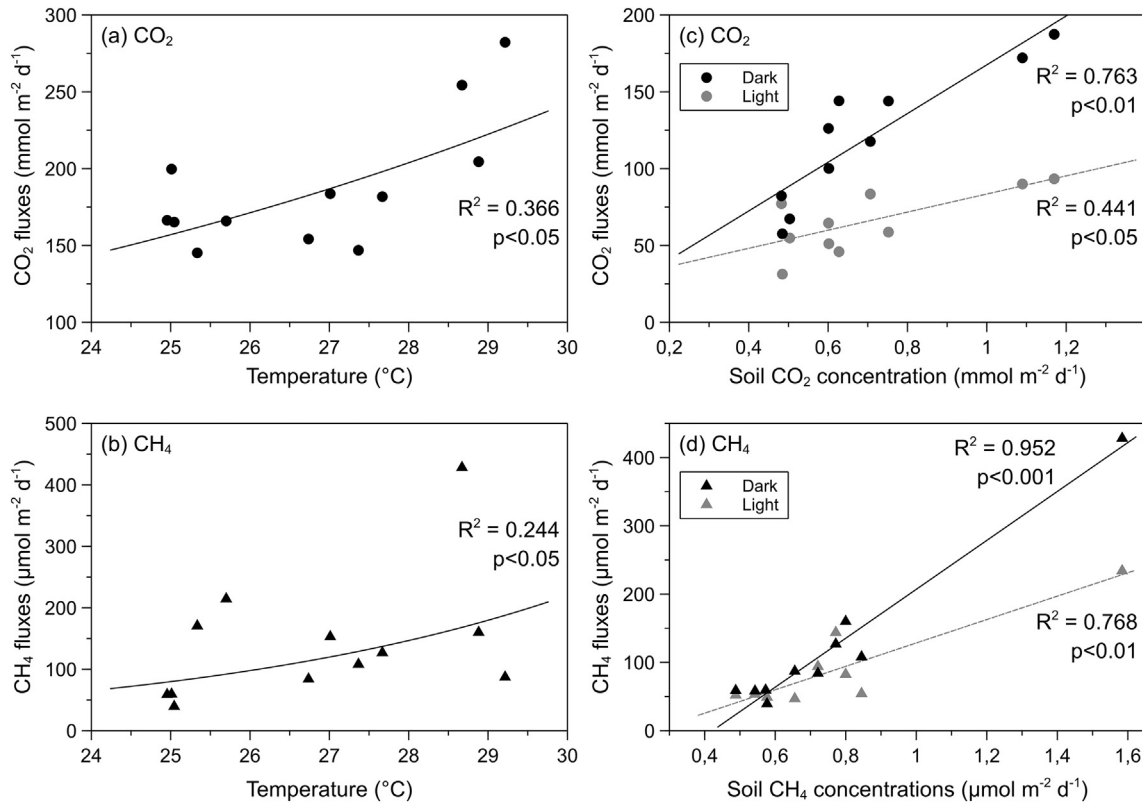 (a) CO₂
300
250
200
150
100
CO₂ fluxes (mmol m⁻² d⁻¹)
R² = 0.366
p<0.05
24 25 26 27 28 29 30
Temperature (°C)
(c) CO₂
Dark
Light
200
150
100
50
0
CO₂ fluxes (mmol m⁻² d⁻¹)
R² = 0.763
p<0.01
R² = 0.441
p<0.05
0,2 0,4 0,6 0,8 1 1,2
Soil CO₂ concentration (mmol m⁻² d⁻¹)
(b) CH₄
500
400
300
200
100
0
CH₄ fluxes (µmol m⁻² d⁻¹)
R² = 0.244
p<0.05
24 25 26 27 28 29 30
Temperature (°C)
(d) CH₄
Dark
Light
400
300
200
100
0
CH₄ fluxes (µmol m⁻² d⁻¹)
R² = 0.952
p<0.001
R² = 0.768
p<0.01
0,4 0,6 0,8 1 1,2 1,4 1,6
Soil CH₄ concentrations (µmol m⁻² d⁻¹)